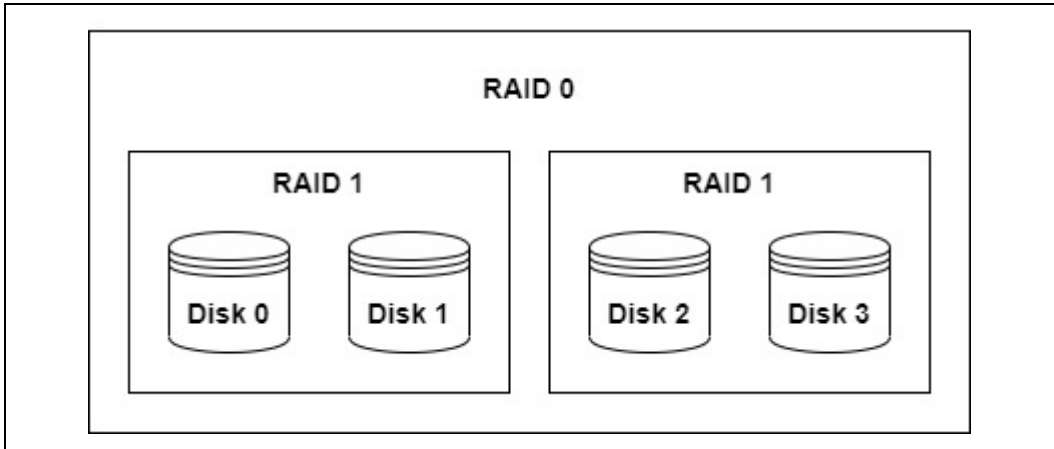 RAID 0
RAID 1
RAID 1
Disk 0
Disk 1
Disk 2
Disk 3